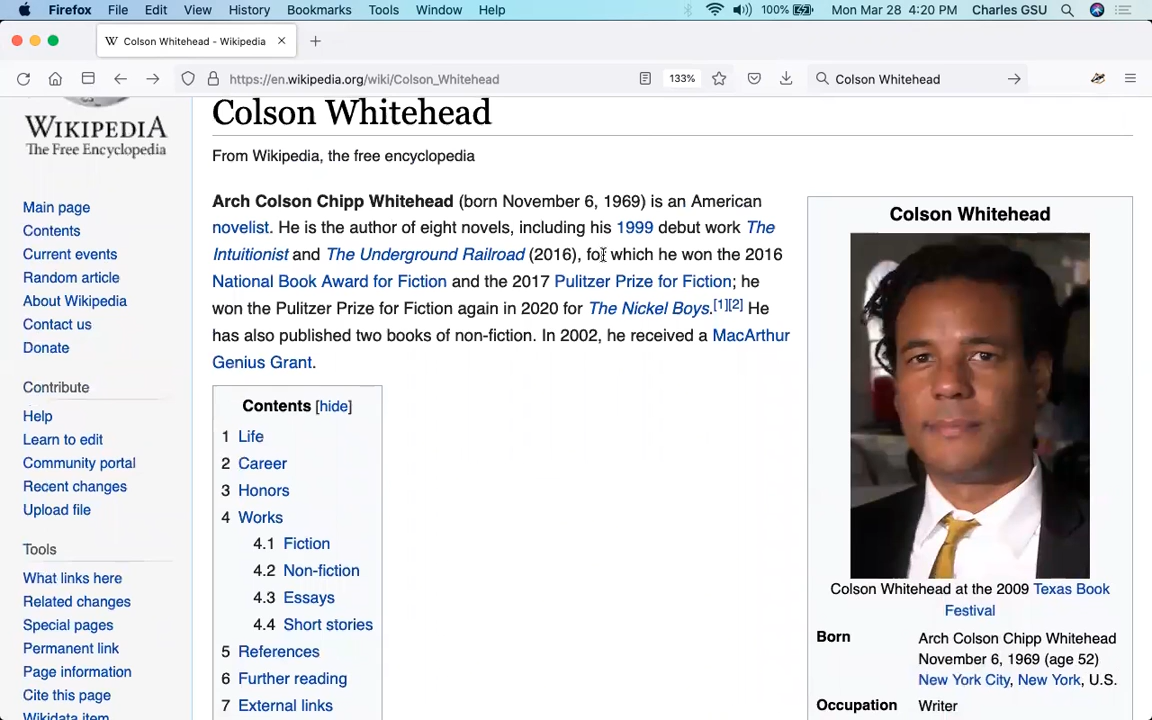 Firefox File Edit View History Bookmarks Tools Window Help 100% Mon Mar 28 4:20 PM Charles GSU
W Colson Whitehead - Wikipedia
https://en.wikipedia.org/wiki/Colson_Whitehead 133% Colson Whitehead
WIKIPEDIA
The Free Encyclopedia
Main page
Contents
Current events
Random article
About Wikipedia
Contact us
Donate
Contribute
Help
Learn to edit
Community portal
Recent changes
Upload file
Tools
What links here
Related changes
Special pages
Permanent link
Page information
Cite this page
Wikidata item
Colson Whitehead
From Wikipedia, the free encyclopedia
Arch Colson Chipp Whitehead (born November 6, 1969) is an American
novelist. He is the author of eight novels, including his 1999 debut work The
Intuitionist and The Underground Railroad (2016), for which he won the 2016
National Book Award for Fiction and the 2017 Pulitzer Prize for Fiction; he
won the Pulitzer Prize for Fiction again in 2020 for The Nickel Boys.[1][2] He
has also published two books of non-fiction. In 2002, he received a MacArthur
Genius Grant.
Contents [hide]
1 Life
2 Career
3 Honors
4 Works
4.1 Fiction
4.2 Non-fiction
4.3 Essays
4.4 Short stories
5 References
6 Further reading
7 External links
Colson Whitehead
Colson Whitehead at the 2009 Texas Book
Festival
Born Arch Colson Chipp Whitehead
November 6, 1969 (age 52)
New York City, New York, U.S.
Occupation Writer